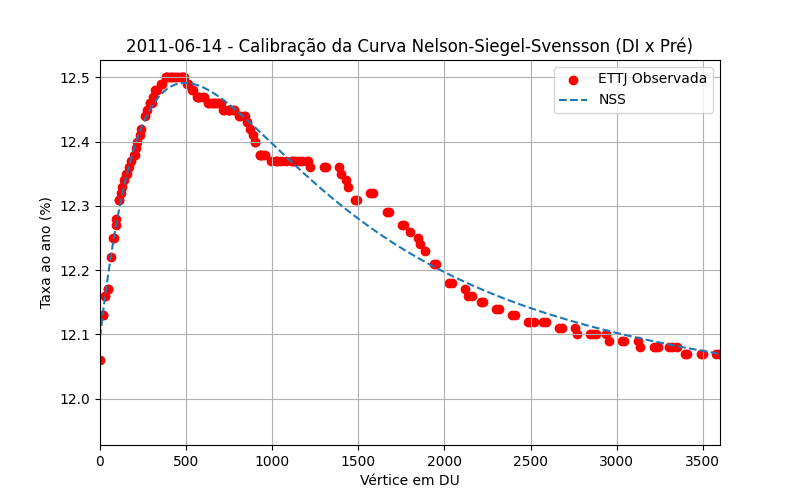 2011-06-14 - Calibração da Curva Nelson-Siegel-Svensson (DI x Pré)
ETTJ Observada
NSS
Taxa ao ano (%)
12.5
12.4
12.3
12.2
12.1
12.0
0 500 1000 1500 2000 2500 3000 3500
Vértice em DU